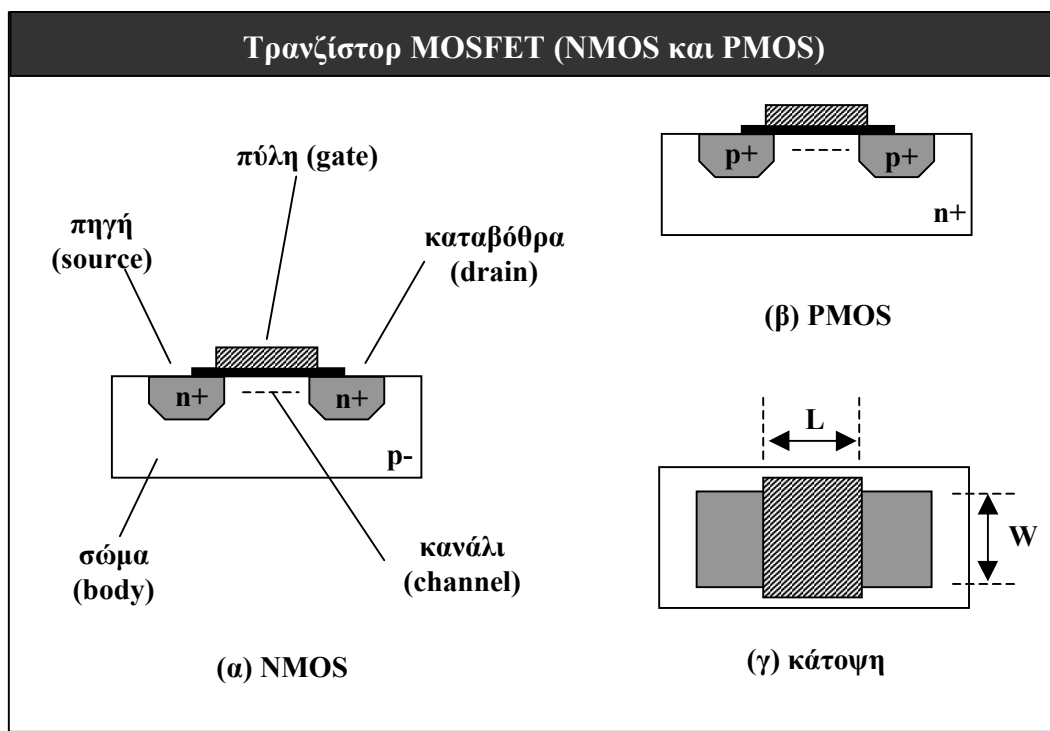 Τρανζίστορ MOSFET (NMOS και PMOS)
πύλη (gate)
πηγή
(source)
καταβόθρα
(drain)
n+
n+
p-
σώμα
(body)
κανάλι
(channel)
(α) NMOS
p+
p+
n+
(β) PMOS
L
W
(γ) κάτοψη